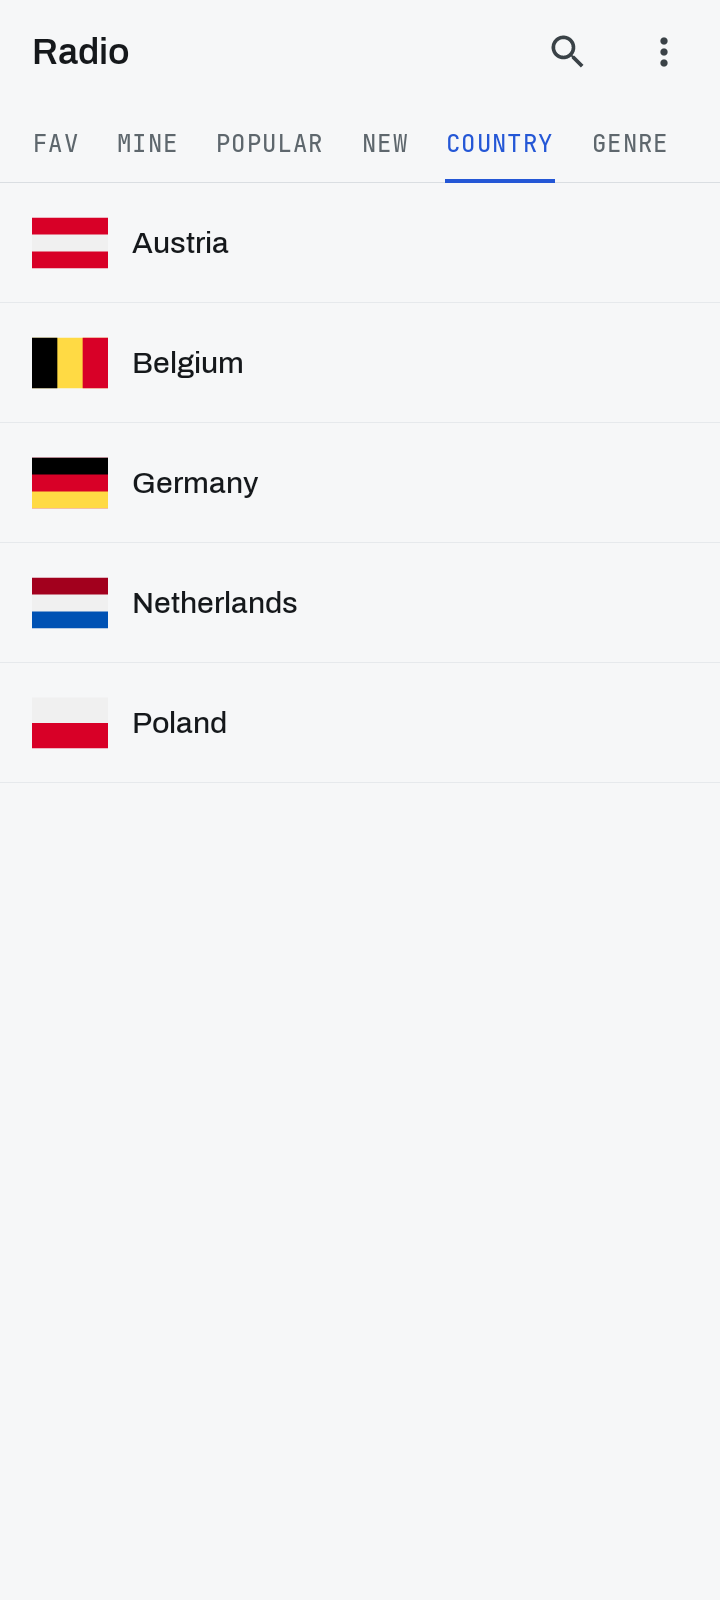 Radio
FAV MINE POPULAR NEW COUNTRY GENRE
Austria
Belgium
Germany
Netherlands
Poland